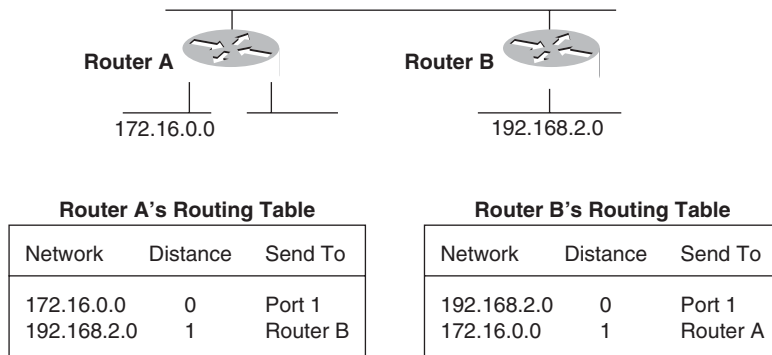 Router A
Router B
172.16.0.0
192.168.2.0
Router A’s Routing Table
Network Distance Send To
172.16.0.0 0 Port 1
192.168.2.0 1 Router B
Router B’s Routing Table
Network Distance Send To
192.168.2.0 0 Port 1
172.16.0.0 1 Router A